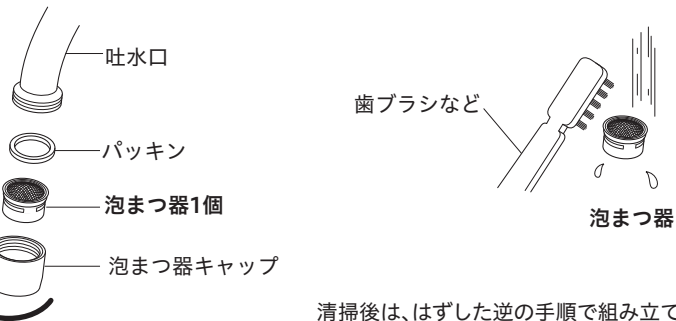 吐水口
パッキン
泡まつ器1個
泡まつ器キャップ
歯ブラシなど
泡まつ器
清掃後は、はずした逆の手順で組み立て